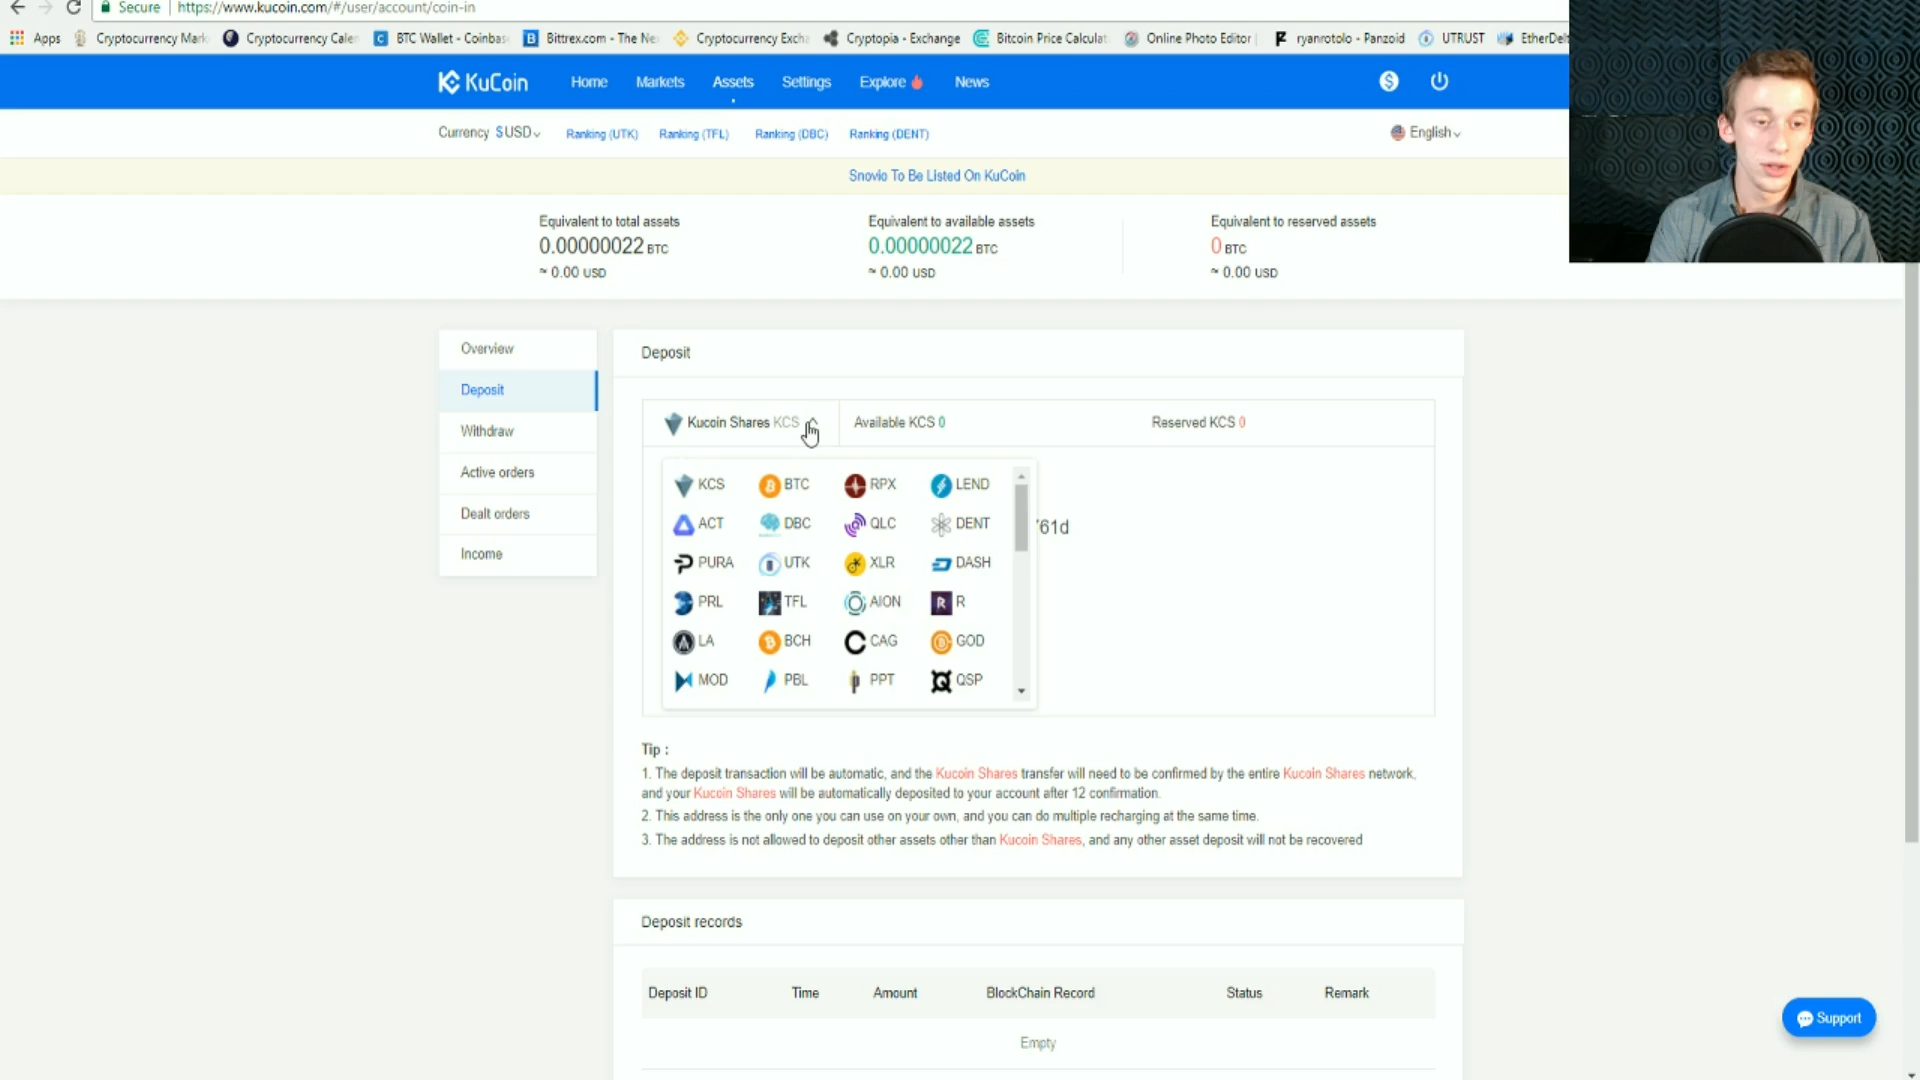 Secure https://www.kucoin.com/#/user/account/coin-in
Apps Cryptocurrency Mark Cryptocurrency Cale BTC Wallet - Coinbas Bittrex.com - The Ne Cryptocurrency Excha Cryptopia - Exchange Bitcoin Price Calculat Online Photo Editor ryanrotolo - Panzoid UTRUST EtherDelt
KuCoin Home Markets Assets Settings Explore News
Currency $ USD Ranking (UTK) Ranking (TFL) Ranking (DBC) Ranking (DENT) English
Snovio To Be Listed On KuCoin
Equivalent to total assets Equivalent to available assets Equivalent to reserved assets
0.00000022 BTC 0.00000022 BTC 0 BTC
≈ 0.00 USD ≈ 0.00 USD ≈ 0.00 USD
Overview
Deposit
Withdraw
Active orders
Dealt orders
Income
Deposit
Kucoin Shares KCS Available KCS 0 Reserved KCS 0
KCS BTC RPX LEND
ACT DBC QLC DENT
761d
PURA UTK XLR DASH
PRL TFL AION R
LA BCH CAG GOD
MOD PBL PPT QSP
Tip :
1. The deposit transaction will be automatic, and the Kucoin Shares transfer will need to be confirmed by the entire Kucoin Shares network,
and your Kucoin Shares will be automatically deposited to your account after 12 confirmation.
2. This address is the only one you can use on your own, and you can do multiple recharging at the same time.
3. The address is not allowed to deposit other assets other than Kucoin Shares, and any other asset deposit will not be recovered
Deposit records
Deposit ID Time Amount BlockChain Record Status Remark
Empty
Support